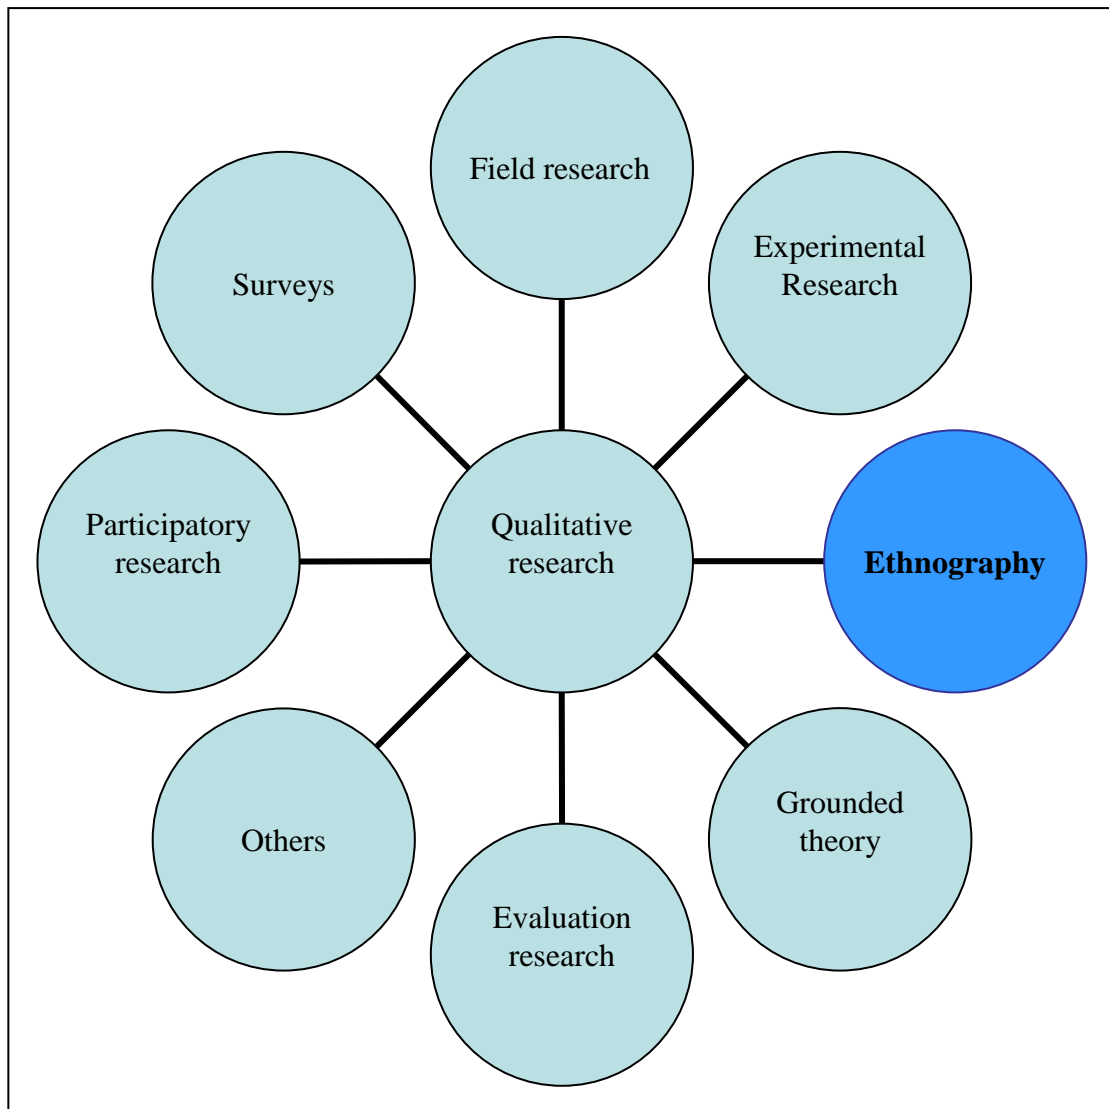 Field research
Experimental
Research
Surveys
Participatory
research
Qualitative
research
Ethnography
Others
Grounded
theory
Evaluation
research